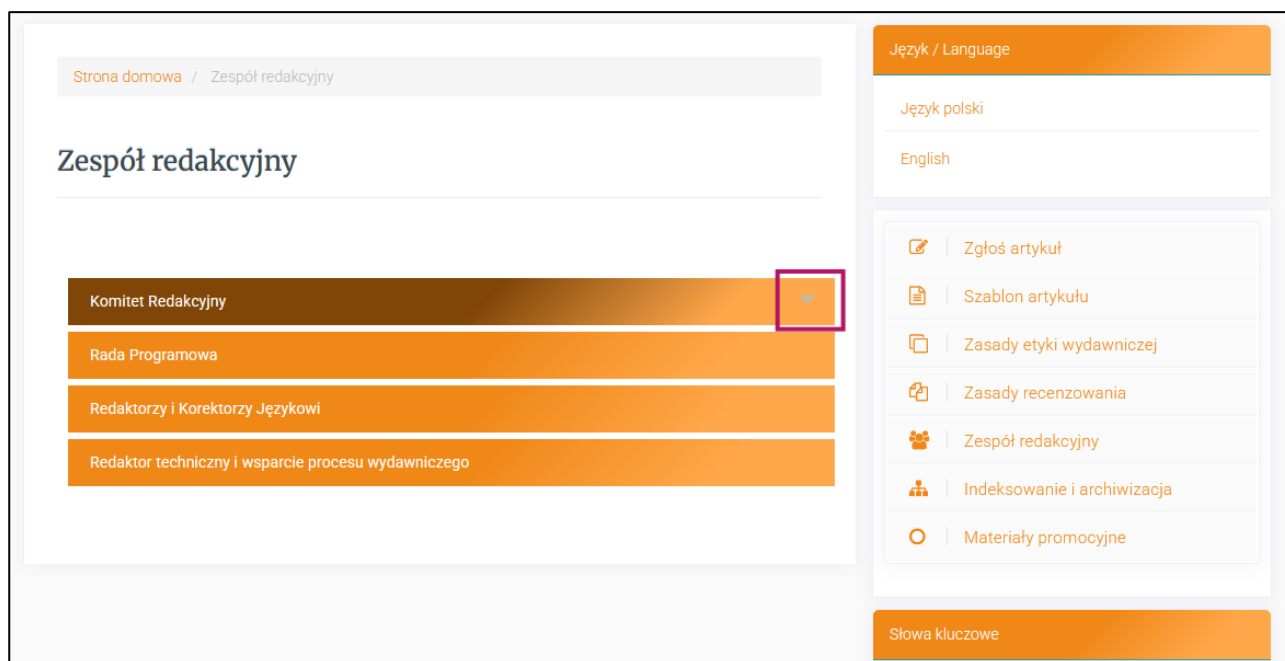 Strona domowa / Zespół redakcyjny
Zespół redakcyjny
Komitet Redakcyjny
Rada Programowa
Redaktorzy i Korektorzy Językowi
Redaktor techniczny i wsparcie procesu wydawniczego
Język / Language
Język polski
English
Zgłoś artykuł
Szablon artykułu
Zasady etyki wydawniczej
Zasady recenzowania
Zespół redakcyjny
Indeksowanie i archiwizacja
Materiały promocyjne
Słowa kluczowe